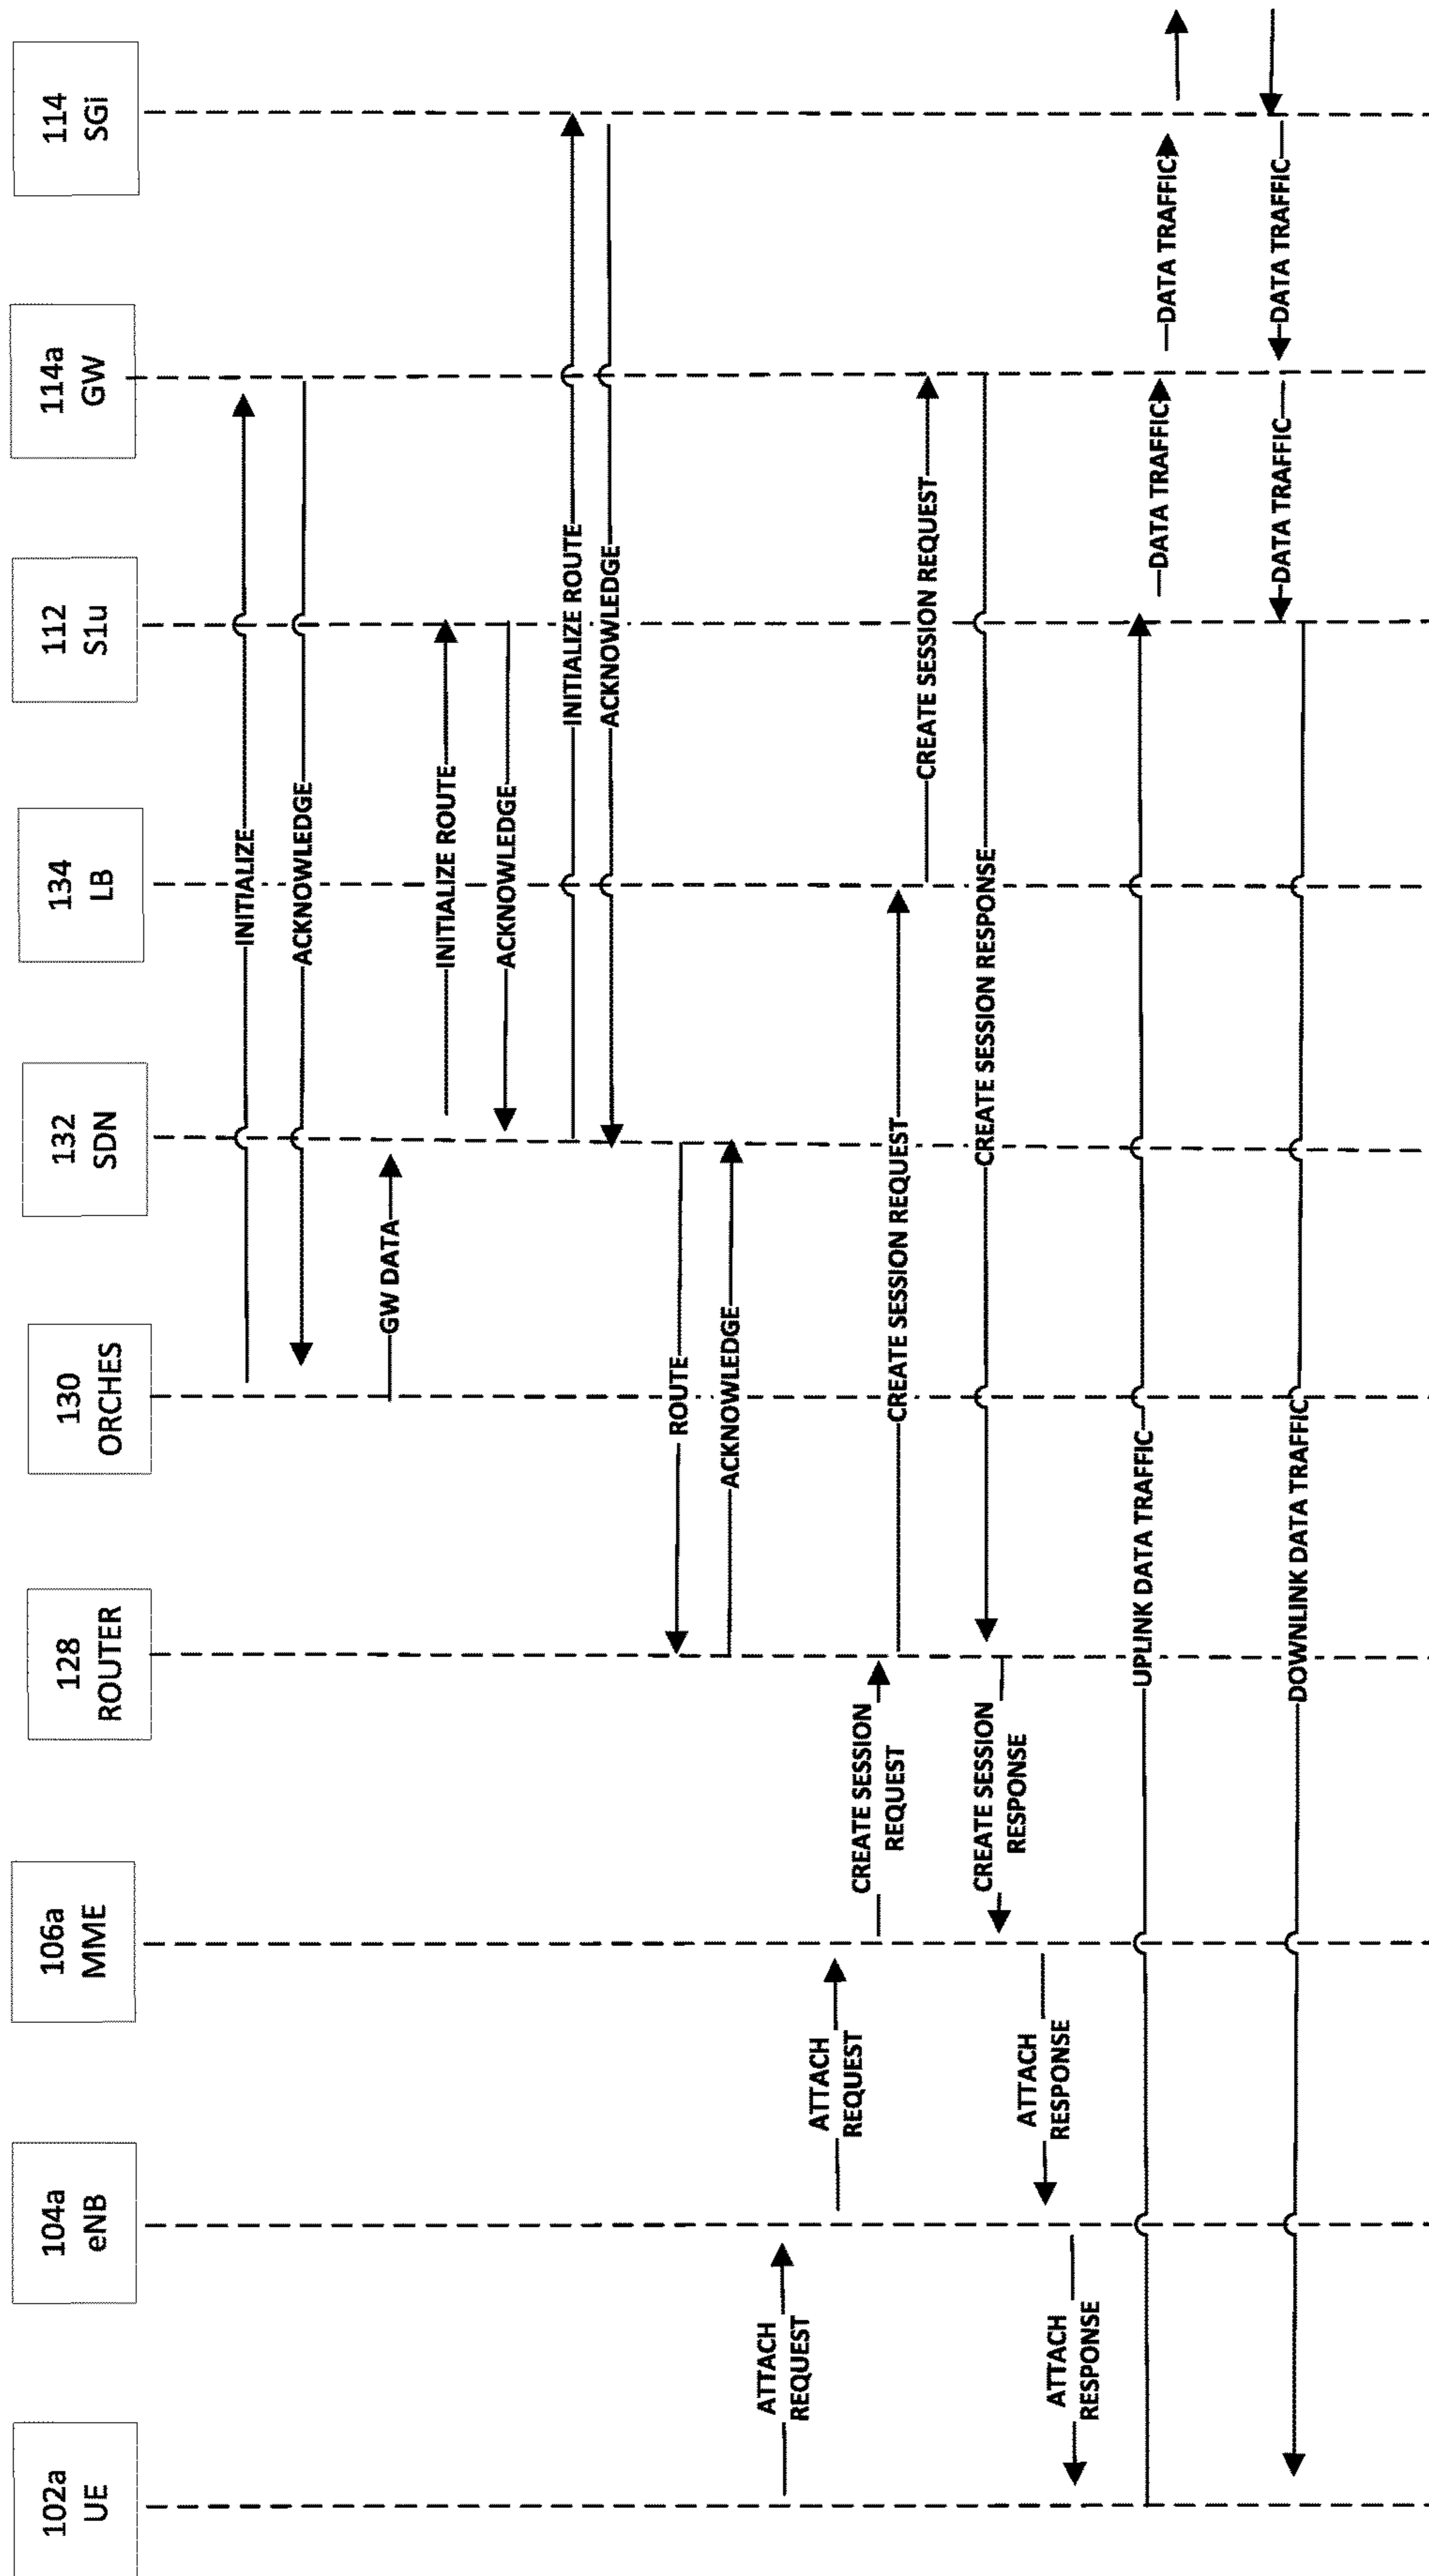 102a
UE
104a
eNB
106a
MME
128
ROUTER
130
ORCHES
132
SDN
134
LB
112
S1u
114a
GW
114
SGi
INITIALIZE
ACKNOWLEDGE
GW DATA
INITIALIZE ROUTE
ACKNOWLEDGE
INITIALIZE ROUTE
ACKNOWLEDGE
ROUTE
ACKNOWLEDGE
ATTACH
REQUEST
ATTACH
REQUEST
CREATE SESSION
REQUEST
CREATE SESSION REQUEST
CREATE SESSION REQUEST
CREATE SESSION RESPONSE
CREATE SESSION
RESPONSE
ATTACH
RESPONSE
ATTACH
RESPONSE
UPLINK DATA TRAFFIC
DATA TRAFFIC
DATA TRAFFIC
DATA TRAFFIC
DATA TRAFFIC
DOWNLINK DATA TRAFFIC